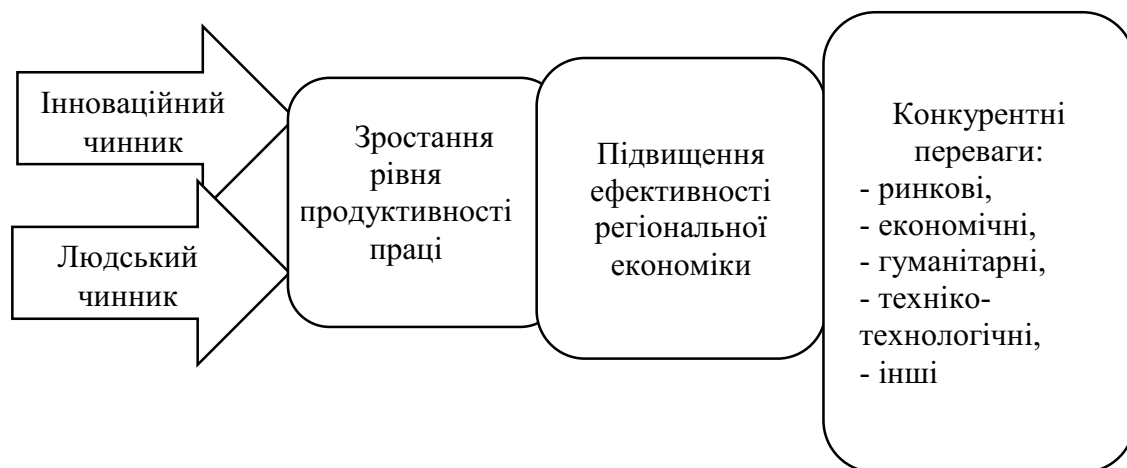 Інноваційний
чинник
Людський
чинник
Зростання
рівня
продуктивності
праці
Підвищення
ефективності
регіональної
економіки
Конкурентні
переваги:
- ринкові,
- економічні,
- гуманітарні,
- техніко-
технологічні,
- інші